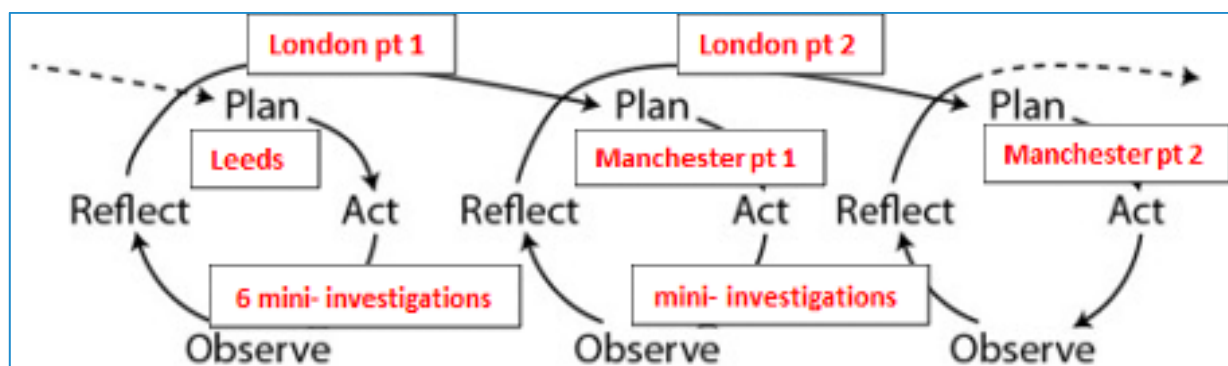 London pt 1
London pt 2
Plan
Plan
Plan
Leeds
Manchester pt 1
Manchester pt 2
Reflect
Act
Reflect
Act
Reflect
Act
6 mini- investigations
mini- investigations
Observe
Observe
Observe